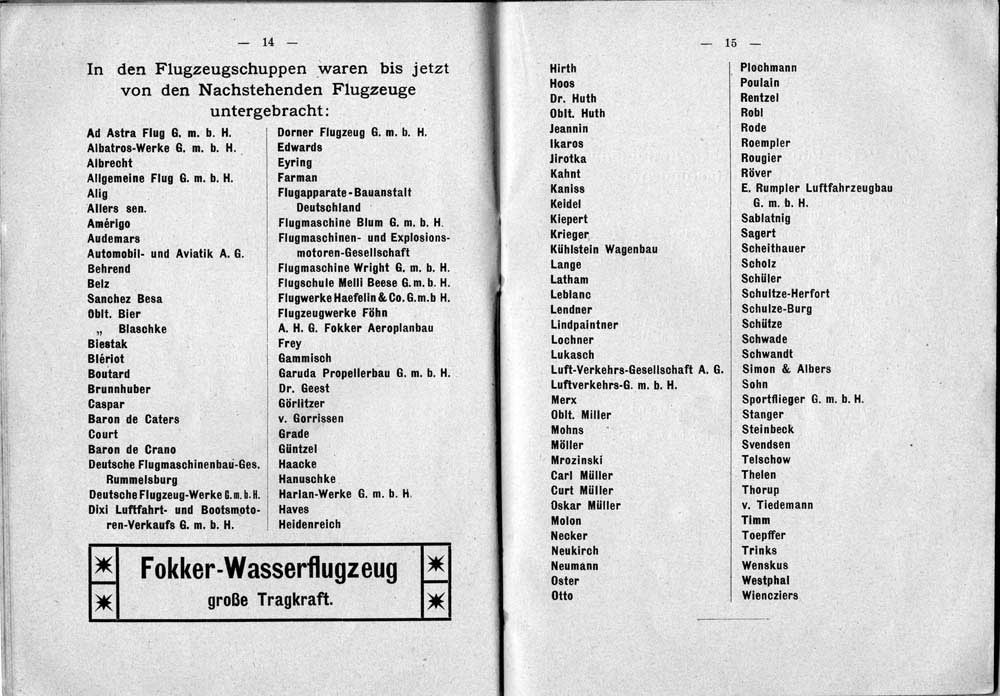 — 14 —
In den Flugzeugschuppen waren bis jetzt
von den Nachstehenden Flugzeuge
untergebracht:
Ad Astra Flug G. m. b. H.
Albatros-Werke G. m. b. H.
Albrecht
Allgemeine Flug G. m. b. H.
Alig
Allers sen.
Amérigo
Audemars
Automobil- und Aviatik A. G.
Behrend
Belz
Sanchez Besa
Oblt. Bier
„ Blaschke
Biestak
Blériot
Boutard
Brunnhuber
Caspar
Baron de Caters
Court
Baron de Crano
Deutsche Flugmaschinenbau-Ges.
Rummelsburg
Deutsche Flugzeug-Werke G. m. b. H.
Dixi Luftfahrt- und Bootsmoto-
ren-Verkaufs G. m. b. H.
Dorner Flugzeug G. m. b. H.
Edwards
Eyring
Farman
Flugapparate-Bauanstalt
Deutschland
Flugmaschine Blum G. m. b. H.
Flugmaschinen- und Explosions-
motoren-Gesellschaft
Flugmaschine Wright G. m. b. H.
Flugschule Melli Beese G. m. b. H.
Flugwerke Haefelin & Co. G. m. b H.
Flugzeugwerke Föhn
A. H. G. Fokker Aeroplanbau
Frey
Gammisch
Garuda Propellerbau G. m. b. H.
Dr. Geest
Görlitzer
v. Gorrissen
Grade
Güntzel
Haacke
Hanuschke
Harlan-Werke G. m. b. H.
Haves
Heidenreich
Fokker-Wasserflugzeug
große Tragkraft.
— 15 —
Hirth
Hoos
Dr. Huth
Oblt. Huth
Jeannin
Ikaros
Jirotka
Kahnt
Kaniss
Keidel
Kiepert
Krieger
Kühlstein Wagenbau
Lange
Latham
Leblanc
Lendner
Lindpaintner
Lochner
Lukasch
Luft-Verkehrs-Gesellschaft A. G.
Luftverkehrs-G. m. b. H.
Merx
Oblt. Miller
Mohns
Möller
Mrozinski
Carl Müller
Curt Müller
Oskar Müller
Molon
Necker
Neukirch
Neumann
Oster
Otto
Plochmann
Poulain
Rentzel
Robl
Rode
Roempler
Rougier
Röver
E. Rumpler Luftfahrzeugbau
G. m. b. H.
Sablatnig
Sagert
Scheithauer
Scholz
Schüler
Schultze-Herfort
Schulze-Burg
Schütze
Schwade
Schwandt
Simon & Albers
Sohn
Sportflieger G. m. b. H.
Stanger
Steinbeck
Svendsen
Telschow
Thelen
Thorup
v. Tiedemann
Timm
Toepffer
Trinks
Wenskus
Westphal
Wiencziers